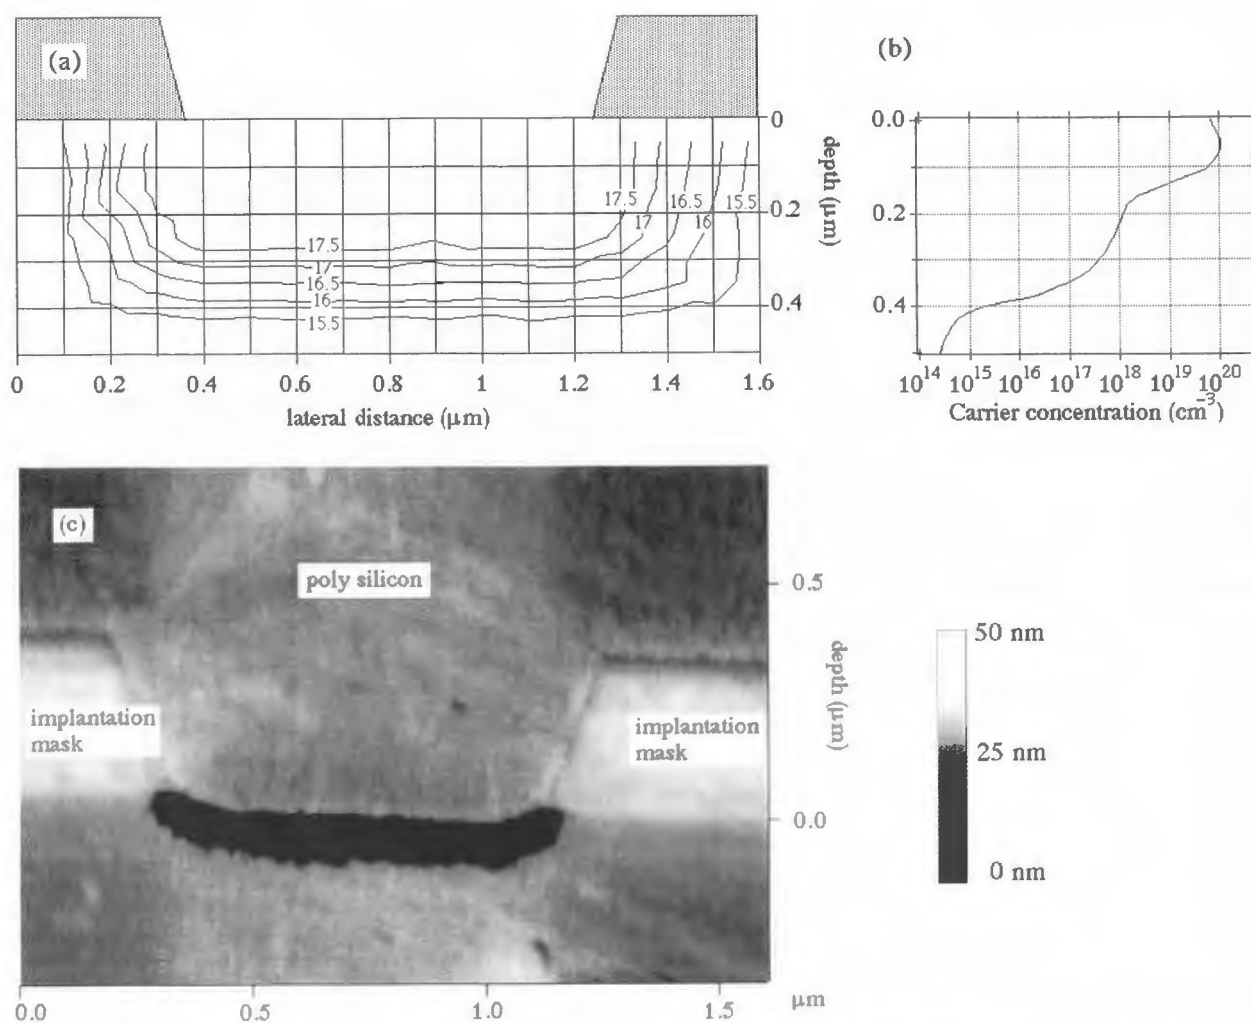 (a)
17.5
17
16.5
16
15.5
17.5
17
16.5
16
15.5
0
0.2
0.4
depth (μm)
0 0.2 0.4 0.6 0.8 1 1.2 1.4 1.6
lateral distance (μm)
(b)
0.0
0.2
0.4
10^14 10^15 10^16 10^17 10^18 10^19 10^20
Carrier concentration (cm^-3)
(c)
poly silicon
implantation
mask
implantation
mask
0.5
0.0
depth (μm)
0.0 0.5 1.0 1.5 μm
50 nm
25 nm
0 nm